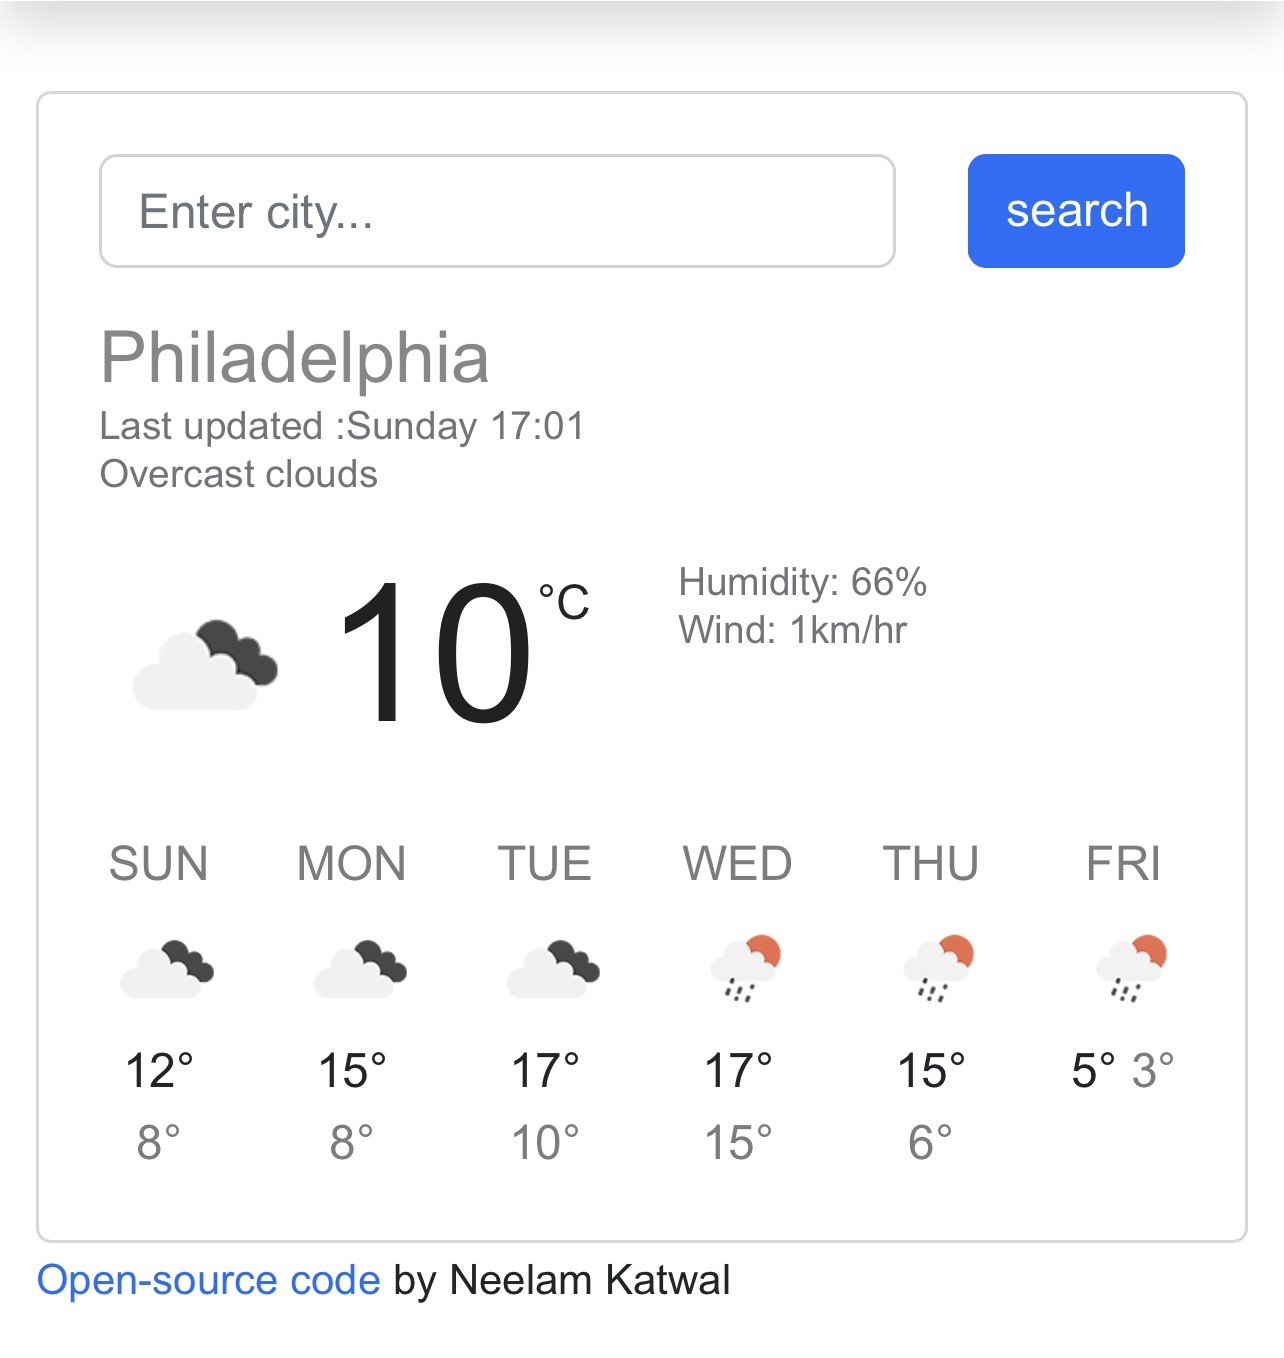 Enter city...
search
Philadelphia
Last updated :Sunday 17:01
Overcast clouds
10 °C
Humidity: 66%
Wind: 1km/hr
SUN MON TUE WED THU FRI
12° 15° 17° 17° 15° 5° 3°
8° 8° 10° 15° 6°
Open-source code by Neelam Katwal